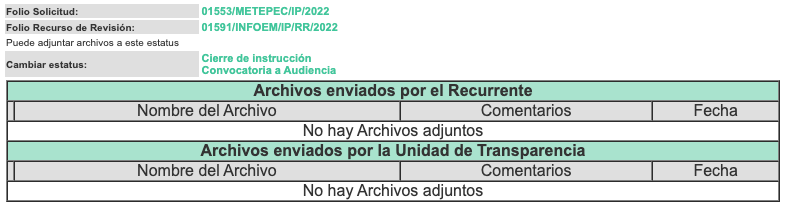 Folio Solicitud: 01553/METEPEC/IP/2022
Folio Recurso de Revisión: 01591/INFOEM/IP/RR/2022
Puede adjuntar archivos a este estatus
Cambiar estatus: Cierre de instrucción
Convocatoria a Audiencia
Archivos enviados por el Recurrente
Nombre del Archivo Comentarios Fecha
No hay Archivos adjuntos
Archivos enviados por la Unidad de Transparencia
Nombre del Archivo Comentarios Fecha
No hay Archivos adjuntos